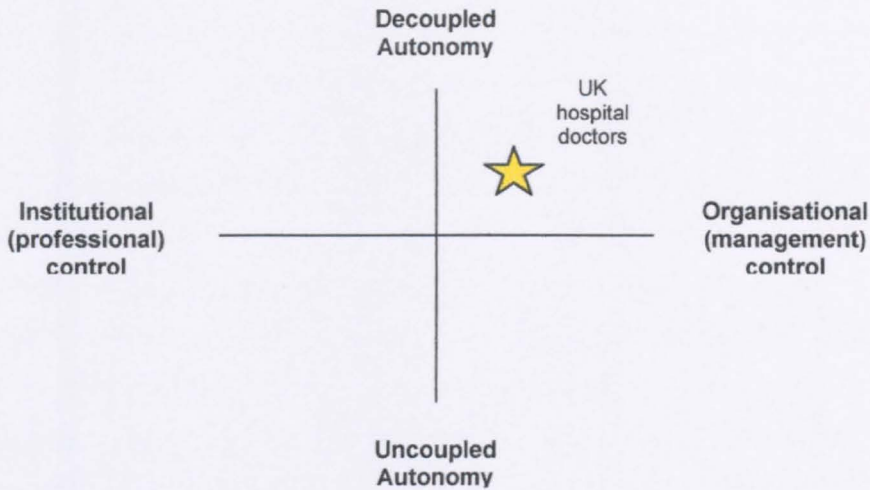 Decoupled
Autonomy
UK
hospital
doctors
Institutional
(professional)
control
Organisational
(management)
control
Uncoupled
Autonomy